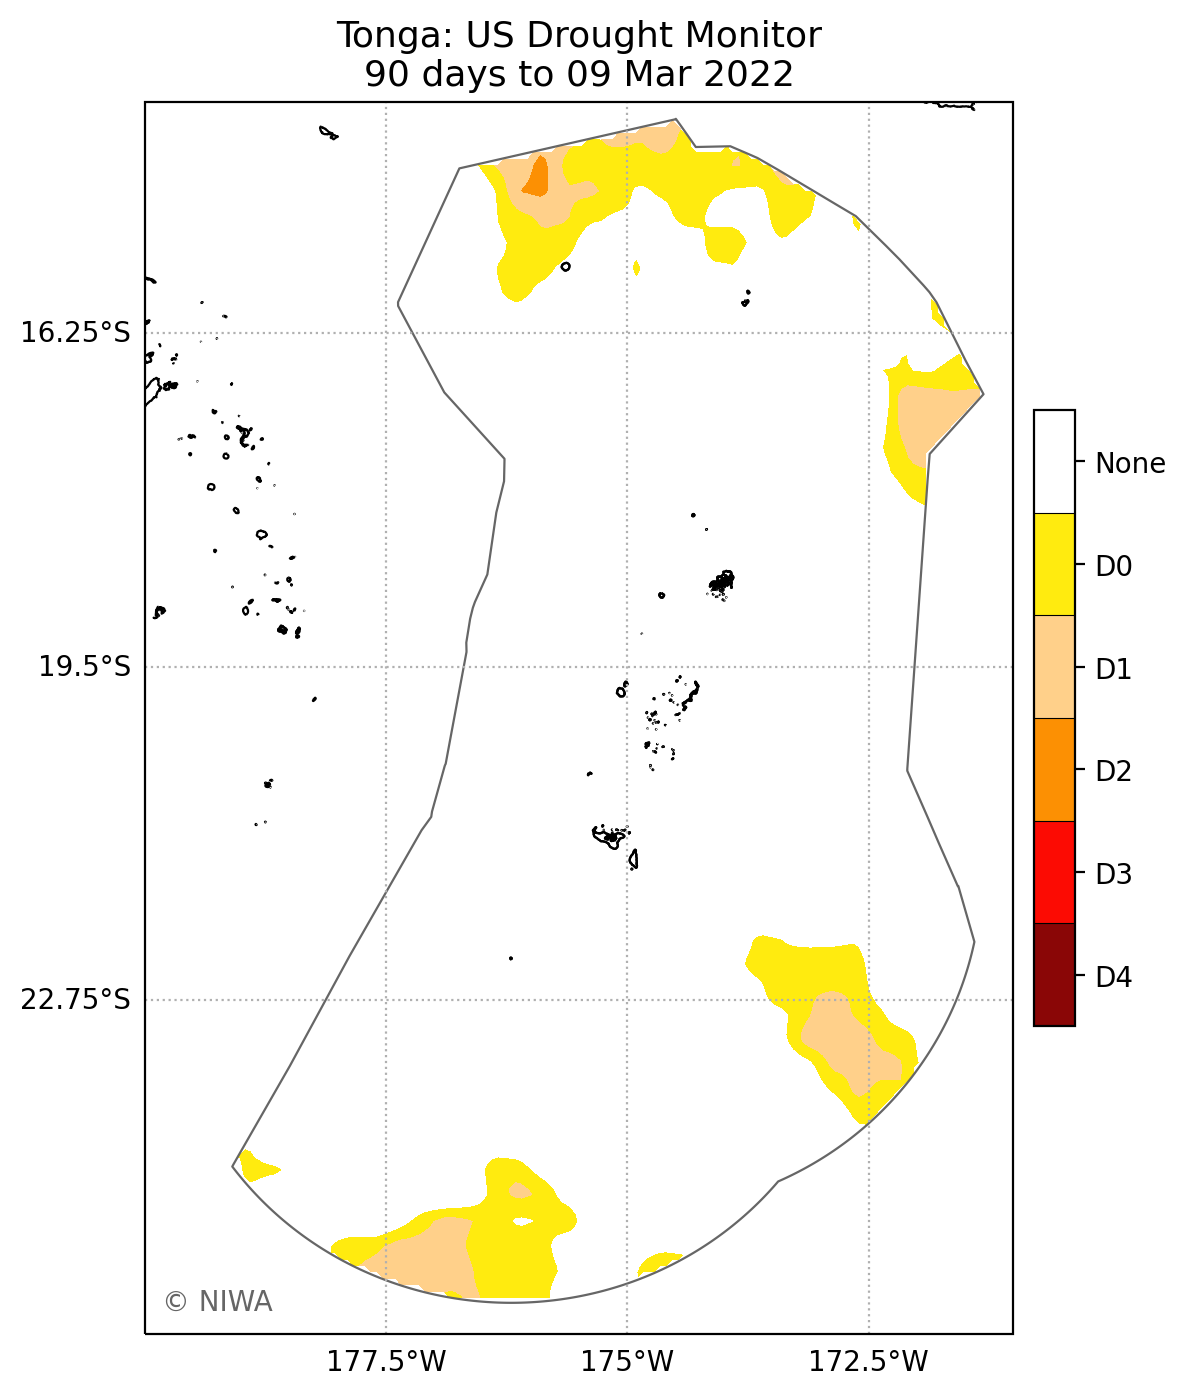 Tonga: US Drought Monitor
90 days to 09 Mar 2022
16.25°S
19.5°S
22.75°S
177.5°W
175°W
172.5°W
None
D0
D1
D2
D3
D4
© NIWA